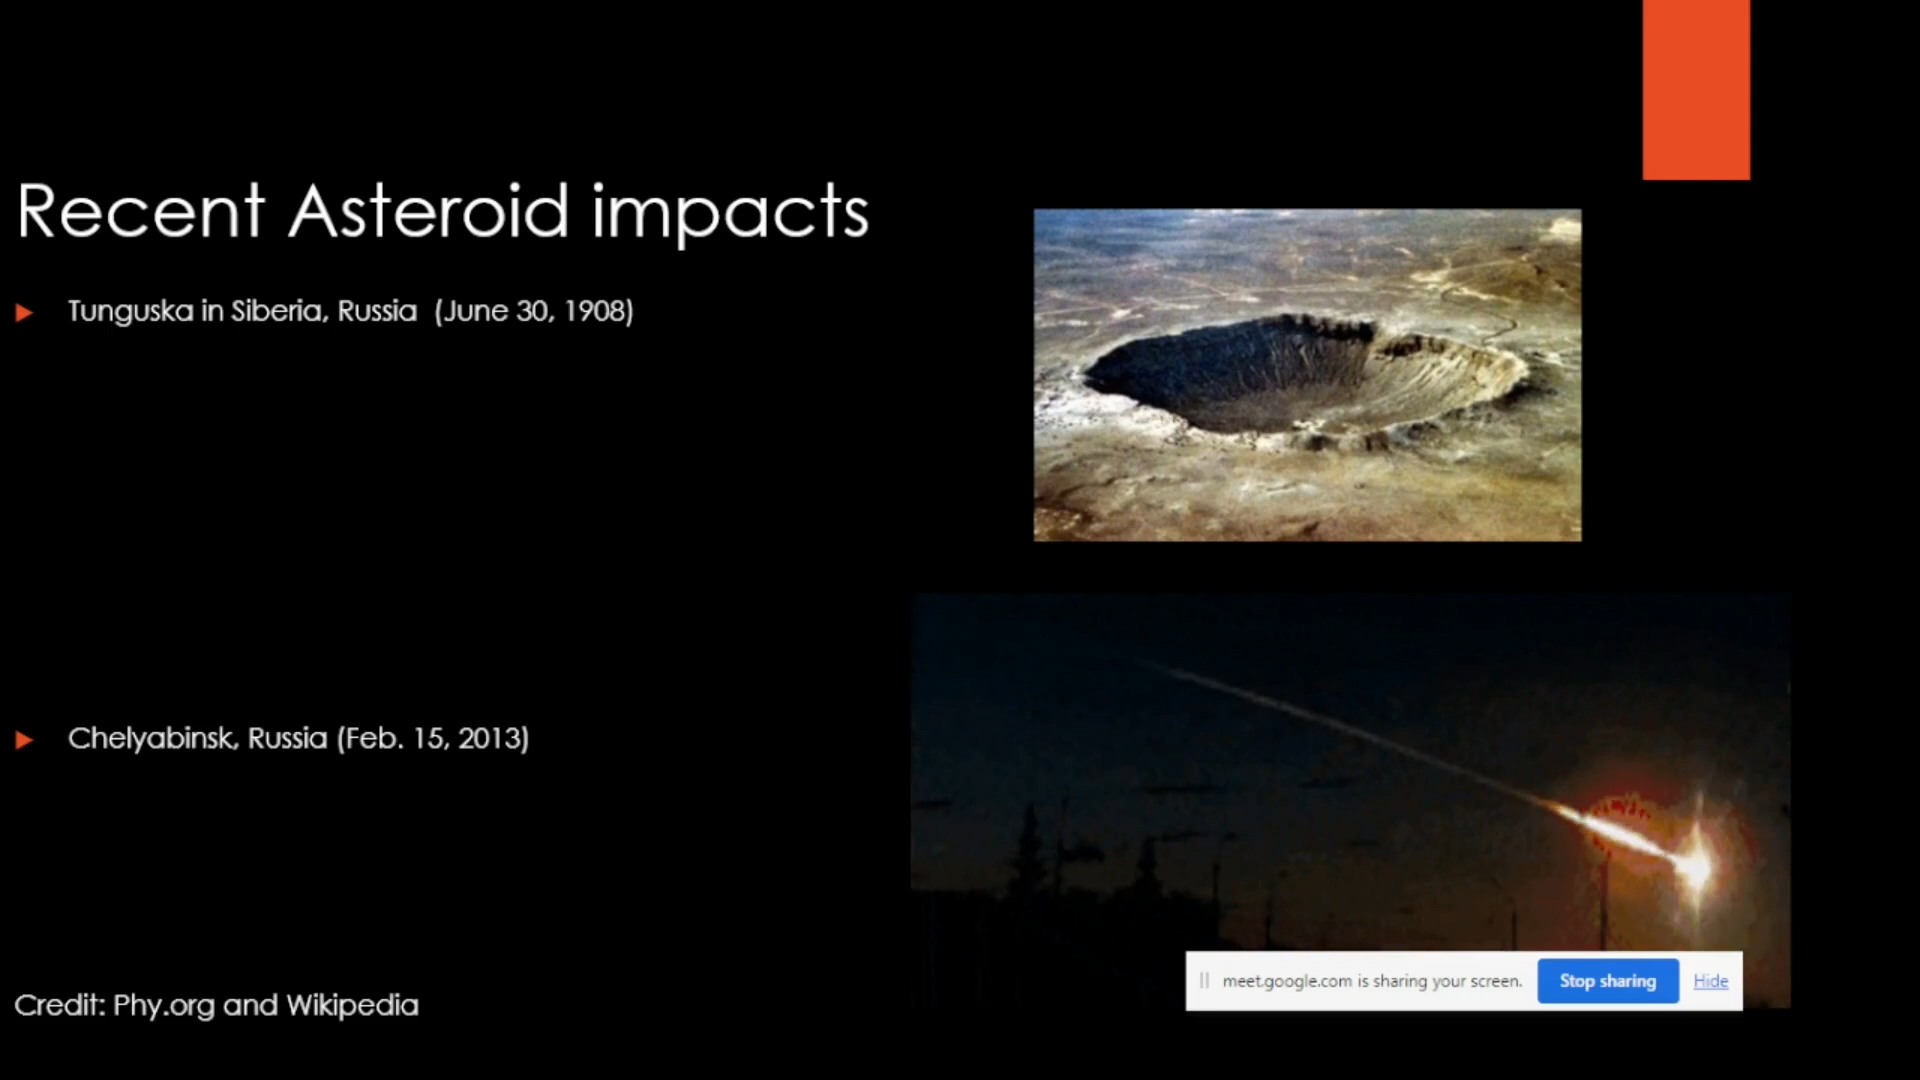 Recent Asteroid impacts
Tunguska in Siberia, Russia (June 30, 1908)
Chelyabinsk, Russia (Feb. 15, 2013)
Credit: Phy.org and Wikipedia
meet.google.com is sharing your screen. Stop sharing Hide